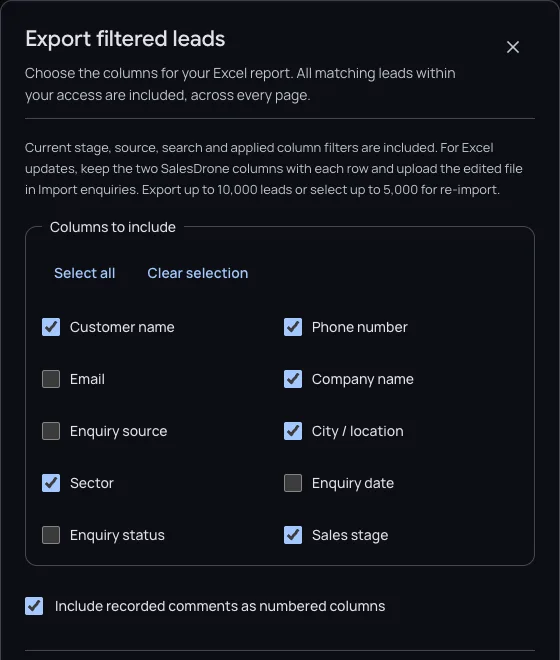 Export filtered leads
Choose the columns for your Excel report. All matching leads within
your access are included, across every page.
Current stage, source, search and applied column filters are included. For Excel
updates, keep the two SalesDrone columns with each row and upload the edited file
in Import enquiries. Export up to 10,000 leads or select up to 5,000 for re-import.
Columns to include
Select all Clear selection
Customer name Phone number
Email Company name
Enquiry source City / location
Sector Enquiry date
Enquiry status Sales stage
Include recorded comments as numbered columns